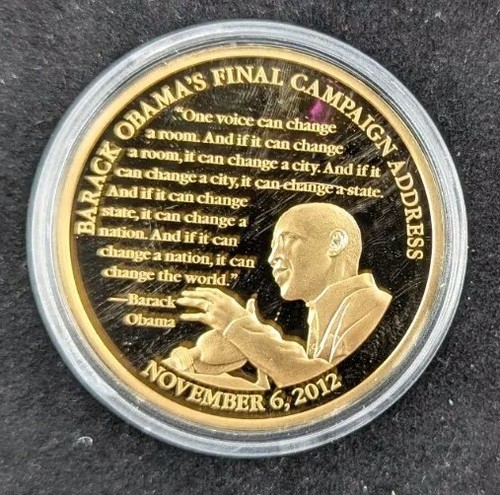 BARACK OBAMA'S FINAL CAMPAIGN ADDRESS
"One voice can change
a room. And if it can change
a room, it can change a city. And if it
can change a city, it can change a state.
And if it can change
state, it can change a
nation. And if it can
change a nation, it can
change the world."
—Barack
Obama
NOVEMBER 6, 2012